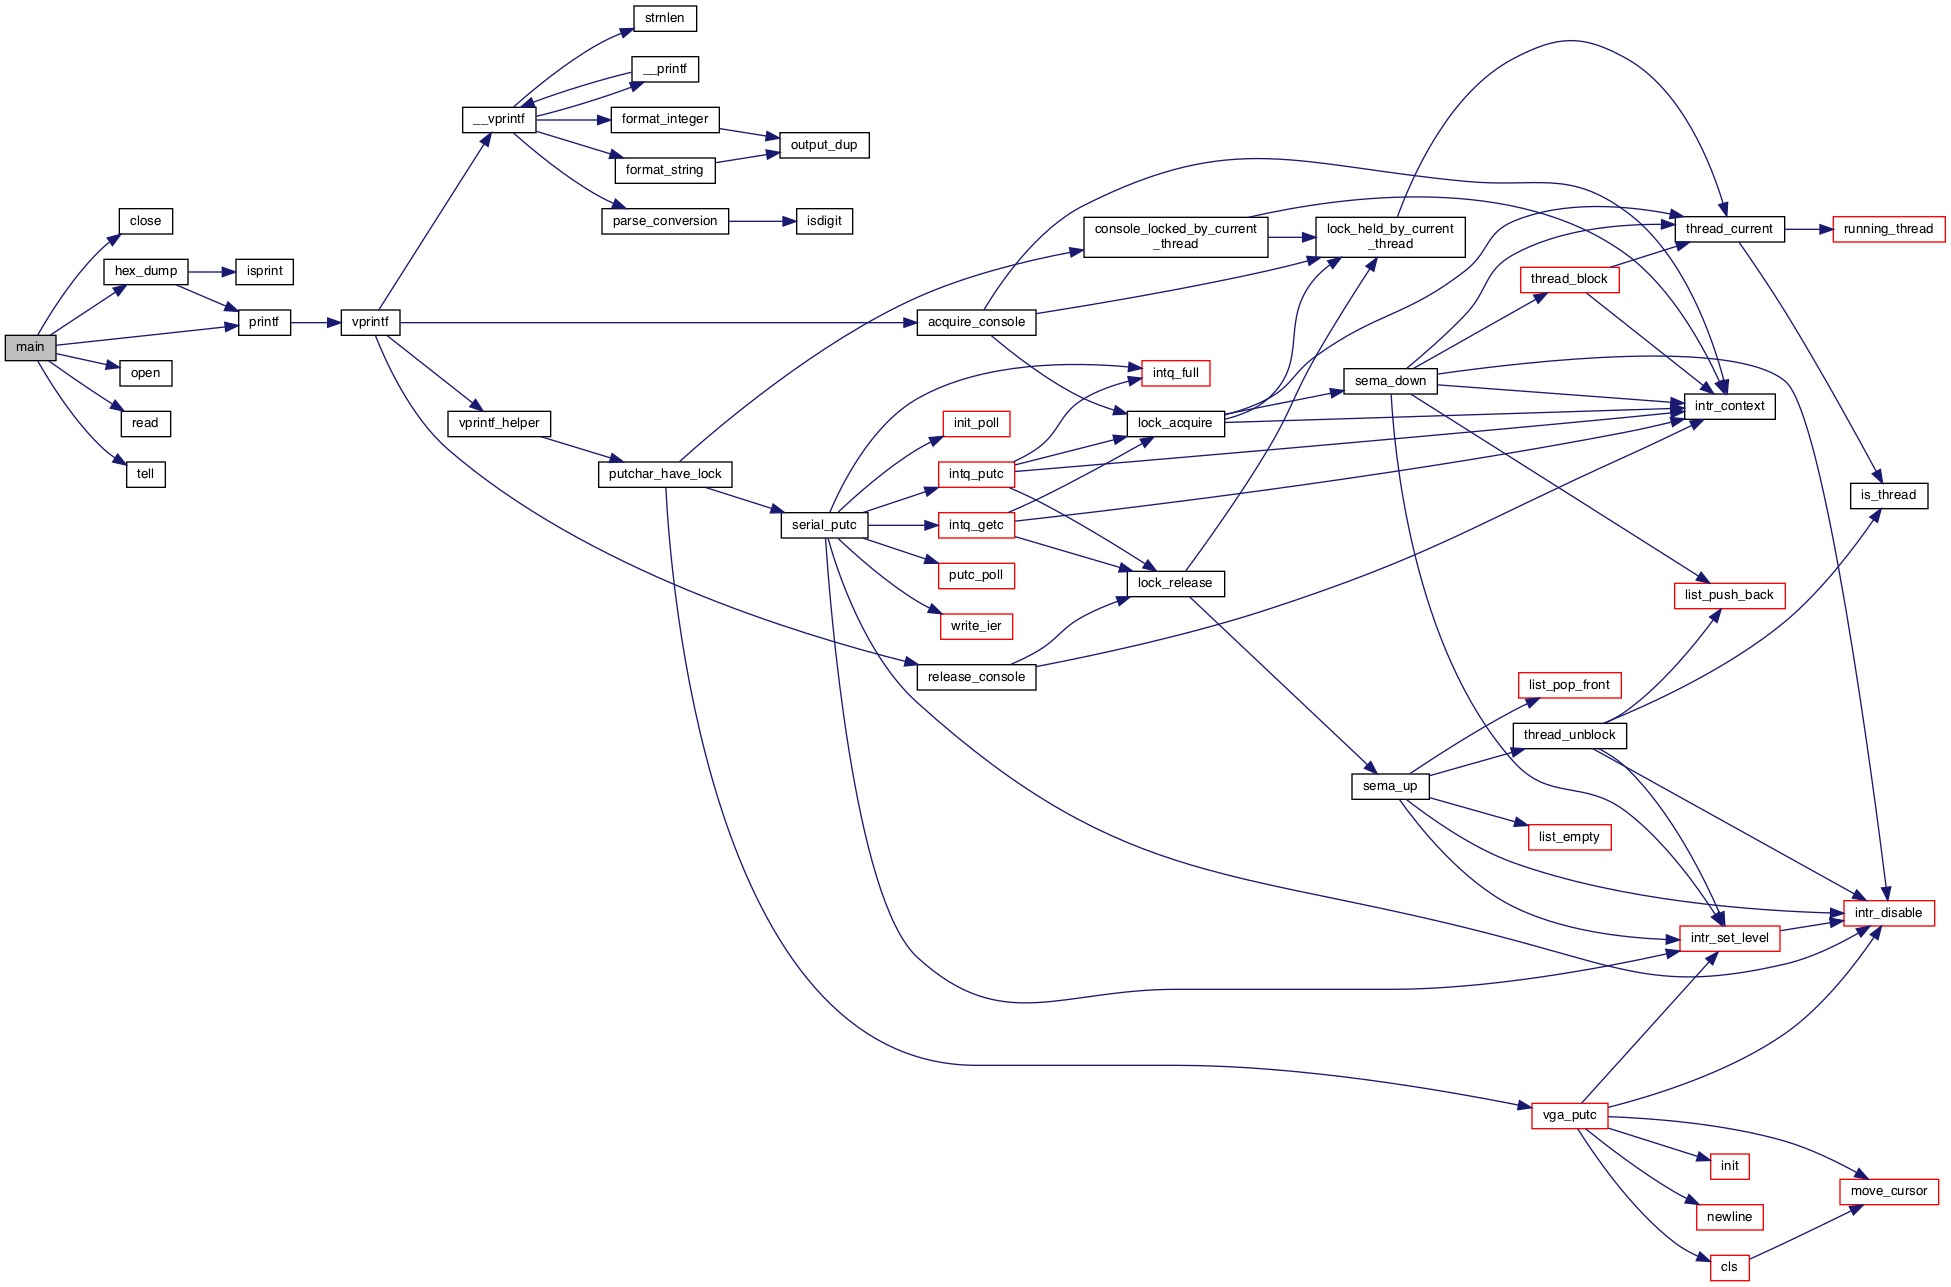 main
close
hex_dump
isprint
printf
open
read
tell
vprintf
__vprintf
strnlen
__printf
format_integer
format_string
output_dup
parse_conversion
isdigit
vprintf_helper
putchar_have_lock
serial_putc
acquire_console
console_locked_by_current
_thread
lock_held_by_current
_thread
thread_current
running_thread
thread_block
intq_full
init_poll
intq_putc
intq_getc
putc_poll
write_ier
release_console
lock_acquire
lock_release
sema_down
intr_context
is_thread
list_push_back
list_pop_front
thread_unblock
sema_up
list_empty
intr_disable
intr_set_level
vga_putc
init
move_cursor
newline
cls